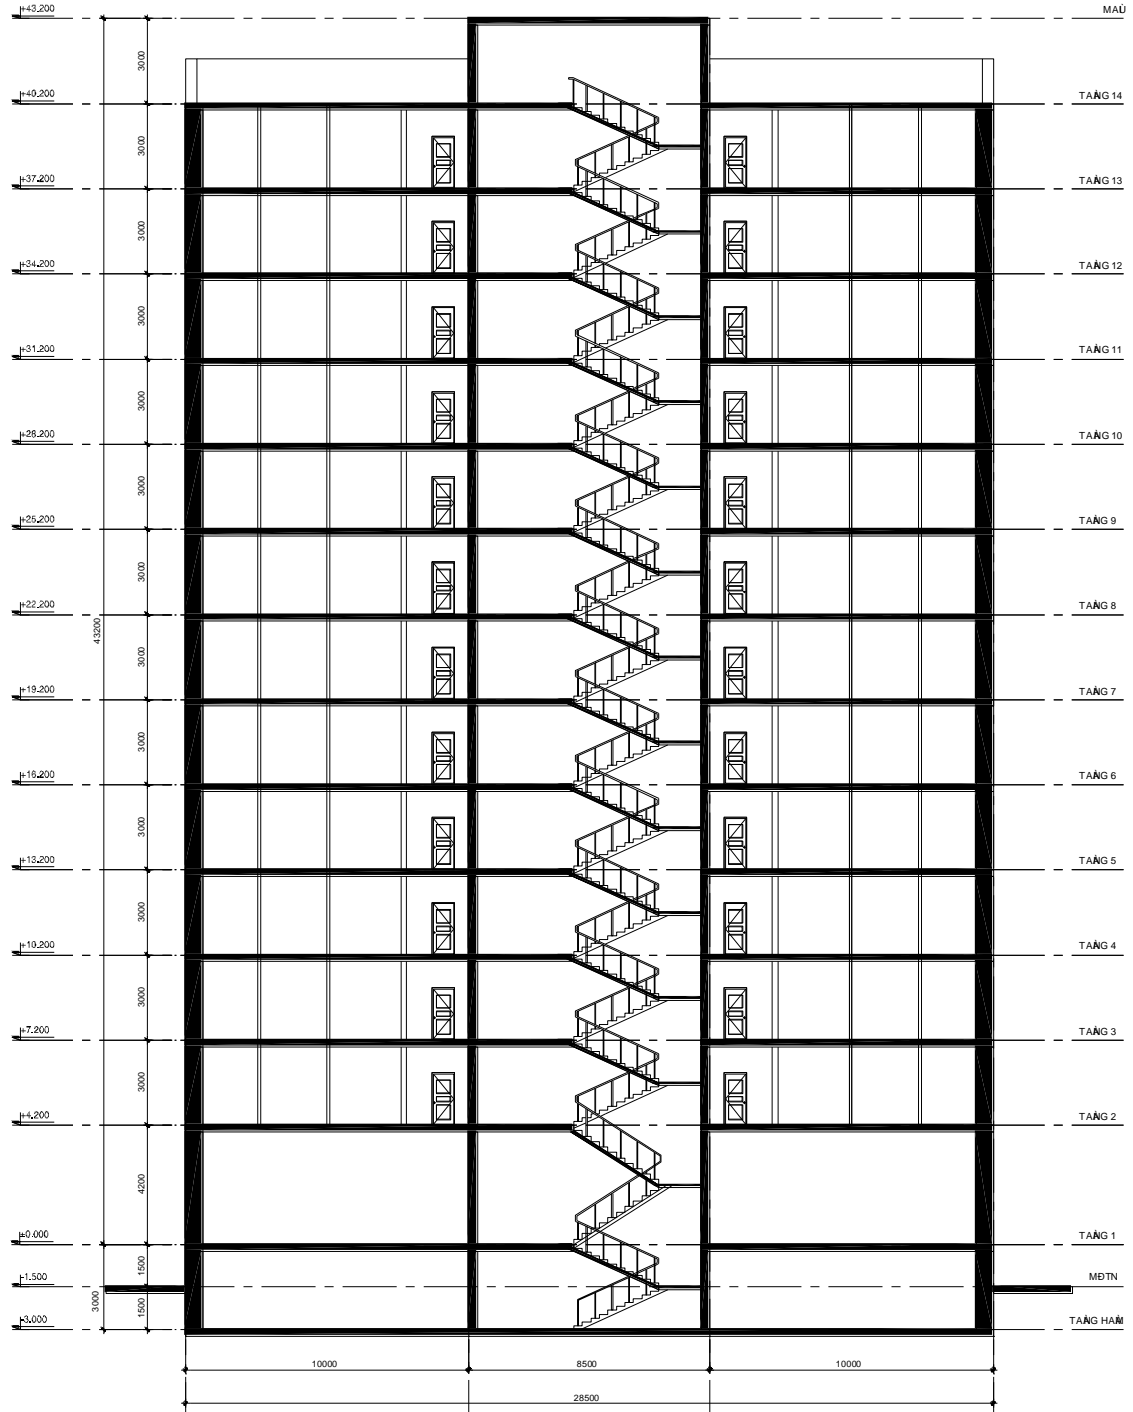 +43.200 MAÙI
3000
+40.200 TAÀNG 14
3000
+37.200 TAÀNG 13
3000
+34.200 TAÀNG 12
3000
+31.200 TAÀNG 11
3000
+28.200 TAÀNG 10
3000
+25.200 TAÀNG 9
3000
+22.200 TAÀNG 8
43200
3000
+19.200 TAÀNG 7
3000
+16.200 TAÀNG 6
3000
+13.200 TAÀNG 5
3000
+10.200 TAÀNG 4
3000
+7.200 TAÀNG 3
3000
+4.200 TAÀNG 2
4200
±0.000 TAÀNG 1
1500
-1.500 MĐTN
3000
1500
-3.000 TAÀNG HAÀM
10000 8500 10000
28500